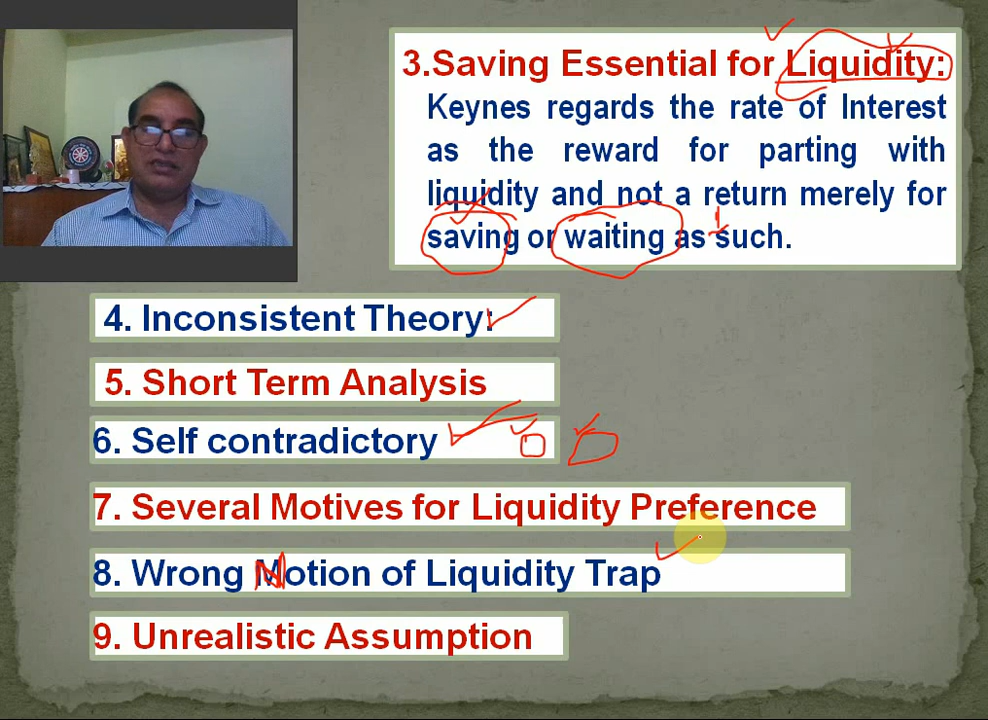 3.Saving Essential for Liquidity:
Keynes regards the rate of Interest
as the reward for parting with
liquidity and not a return merely for
saving or waiting as such.
4. Inconsistent Theory:
5. Short Term Analysis
6. Self contradictory
7. Several Motives for Liquidity Preference
8. Wrong Notion of Liquidity Trap
9. Unrealistic Assumption